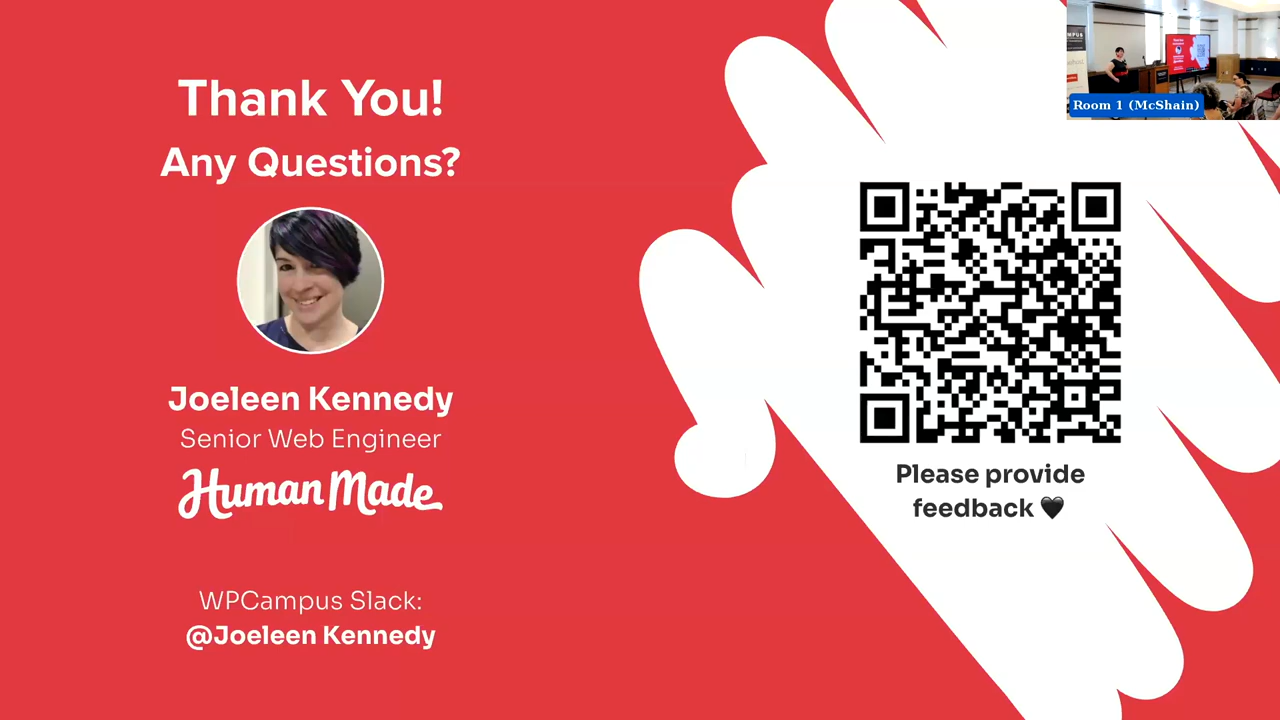 Thank You!
Any Questions?
Joeleen Kennedy
Senior Web Engineer
Human Made
WPCampus Slack:
@Joeleen Kennedy
Please provide
feedback 🖤
Room 1 (McShain)